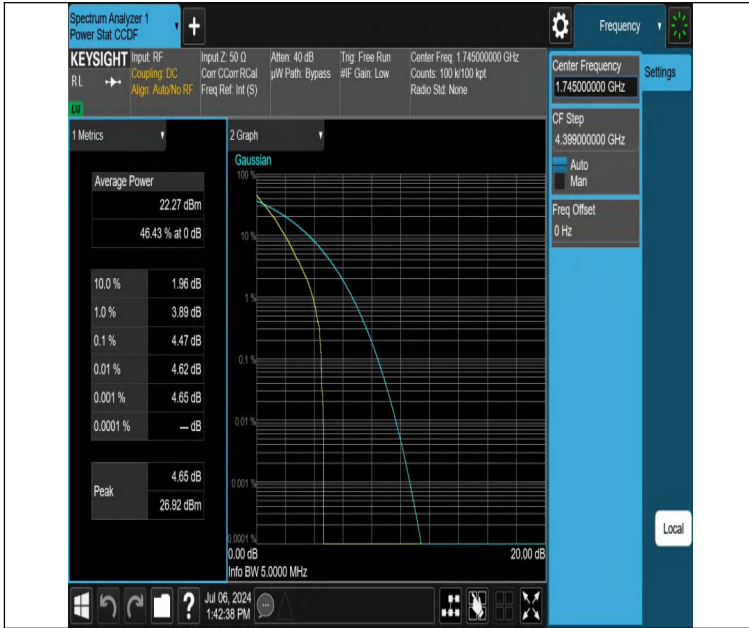 Spectrum Analyzer 1
Power Stat CCDF
Frequency
KEYSIGHT
RL
LXI
Input: RF
Coupling: DC
Align: Auto/No RF
Input Z: 50 Ω
Corr CCorr RCal
Freq Ref: Int (S)
Atten: 40 dB
µW Path: Bypass
Trig: Free Run
#IF Gain: Low
Center Freq: 1.745000000 GHz
Counts: 100 k/100 kpt
Radio Std: None
Center Frequency
1.745000000 GHz
Settings
CF Step
4.399000000 GHz
Auto
Man
Freq Offset
0 Hz
1 Metrics
Average Power
22.27 dBm
46.43 % at 0 dB
10.0 % 1.96 dB
1.0 % 3.89 dB
0.1 % 4.47 dB
0.01 % 4.62 dB
0.001 % 4.65 dB
0.0001 % --- dB
Peak
4.65 dB
26.92 dBm
2 Graph
Gaussian
100 %
10 %
1 %
0.1 %
0.01 %
0.001 %
0.0001 %
0.00 dB 20.00 dB
Info BW 5.0000 MHz
Local
?
Jul 06, 2024
1:42:38 PM